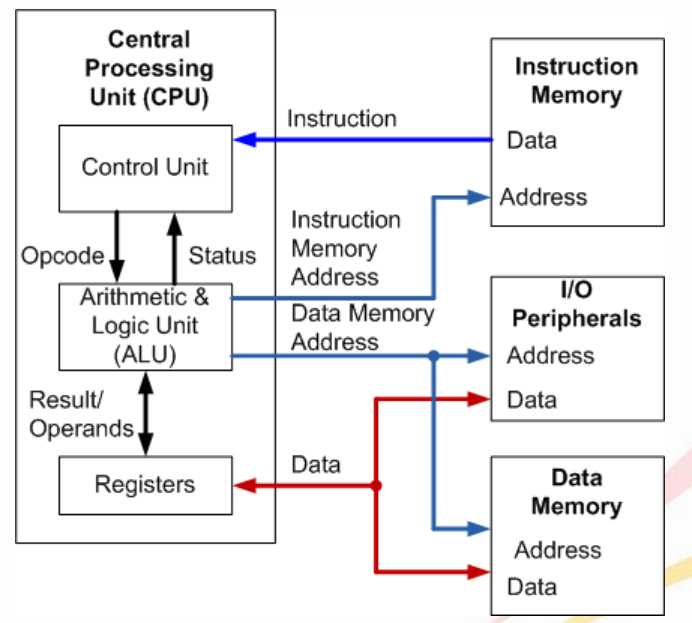 Central
Processing
Unit (CPU)
Control Unit
Opcode
Status
Arithmetic &
Logic Unit
(ALU)
Result/
Operands
Registers
Instruction
Instruction
Memory
Address
Data Memory
Address
Data
Instruction
Memory
Data
Address
I/O
Peripherals
Address
Data
Data
Memory
Address
Data